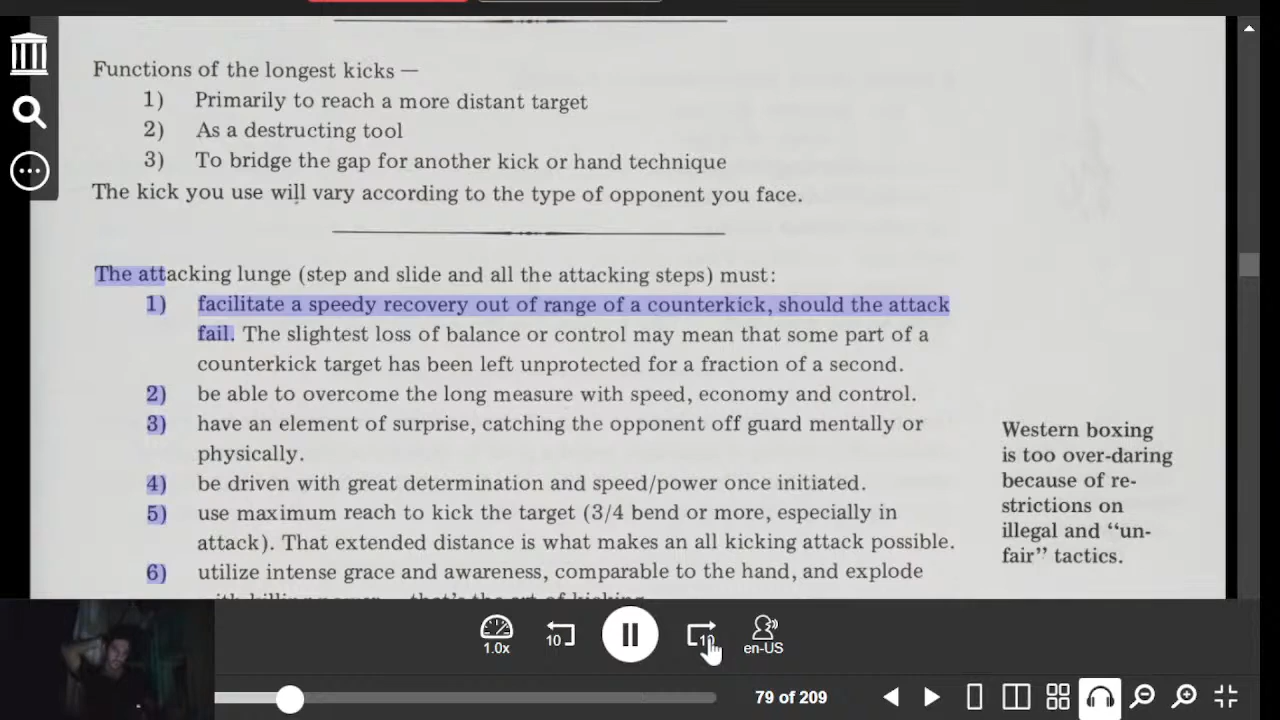 Functions of the longest kicks —
1) Primarily to reach a more distant target
2) As a destructing tool
3) To bridge the gap for another kick or hand technique
The kick you use will vary according to the type of opponent you face.
The attacking lunge (step and slide and all the attacking steps) must:
1) facilitate a speedy recovery out of range of a counterkick, should the attack
fail. The slightest loss of balance or control may mean that some part of a
counterkick target has been left unprotected for a fraction of a second.
2) be able to overcome the long measure with speed, economy and control.
3) have an element of surprise, catching the opponent off guard mentally or
physically.
4) be driven with great determination and speed/power once initiated.
5) use maximum reach to kick the target (3/4 bend or more, especially in
attack). That extended distance is what makes an all kicking attack possible.
6) utilize intense grace and awareness, comparable to the hand, and explode
with killing power — that's the art of kicking.
Western boxing
is too over-daring
because of re-
strictions on
illegal and “un-
fair” tactics.
1.0x
10
10
en-US
79 of 209